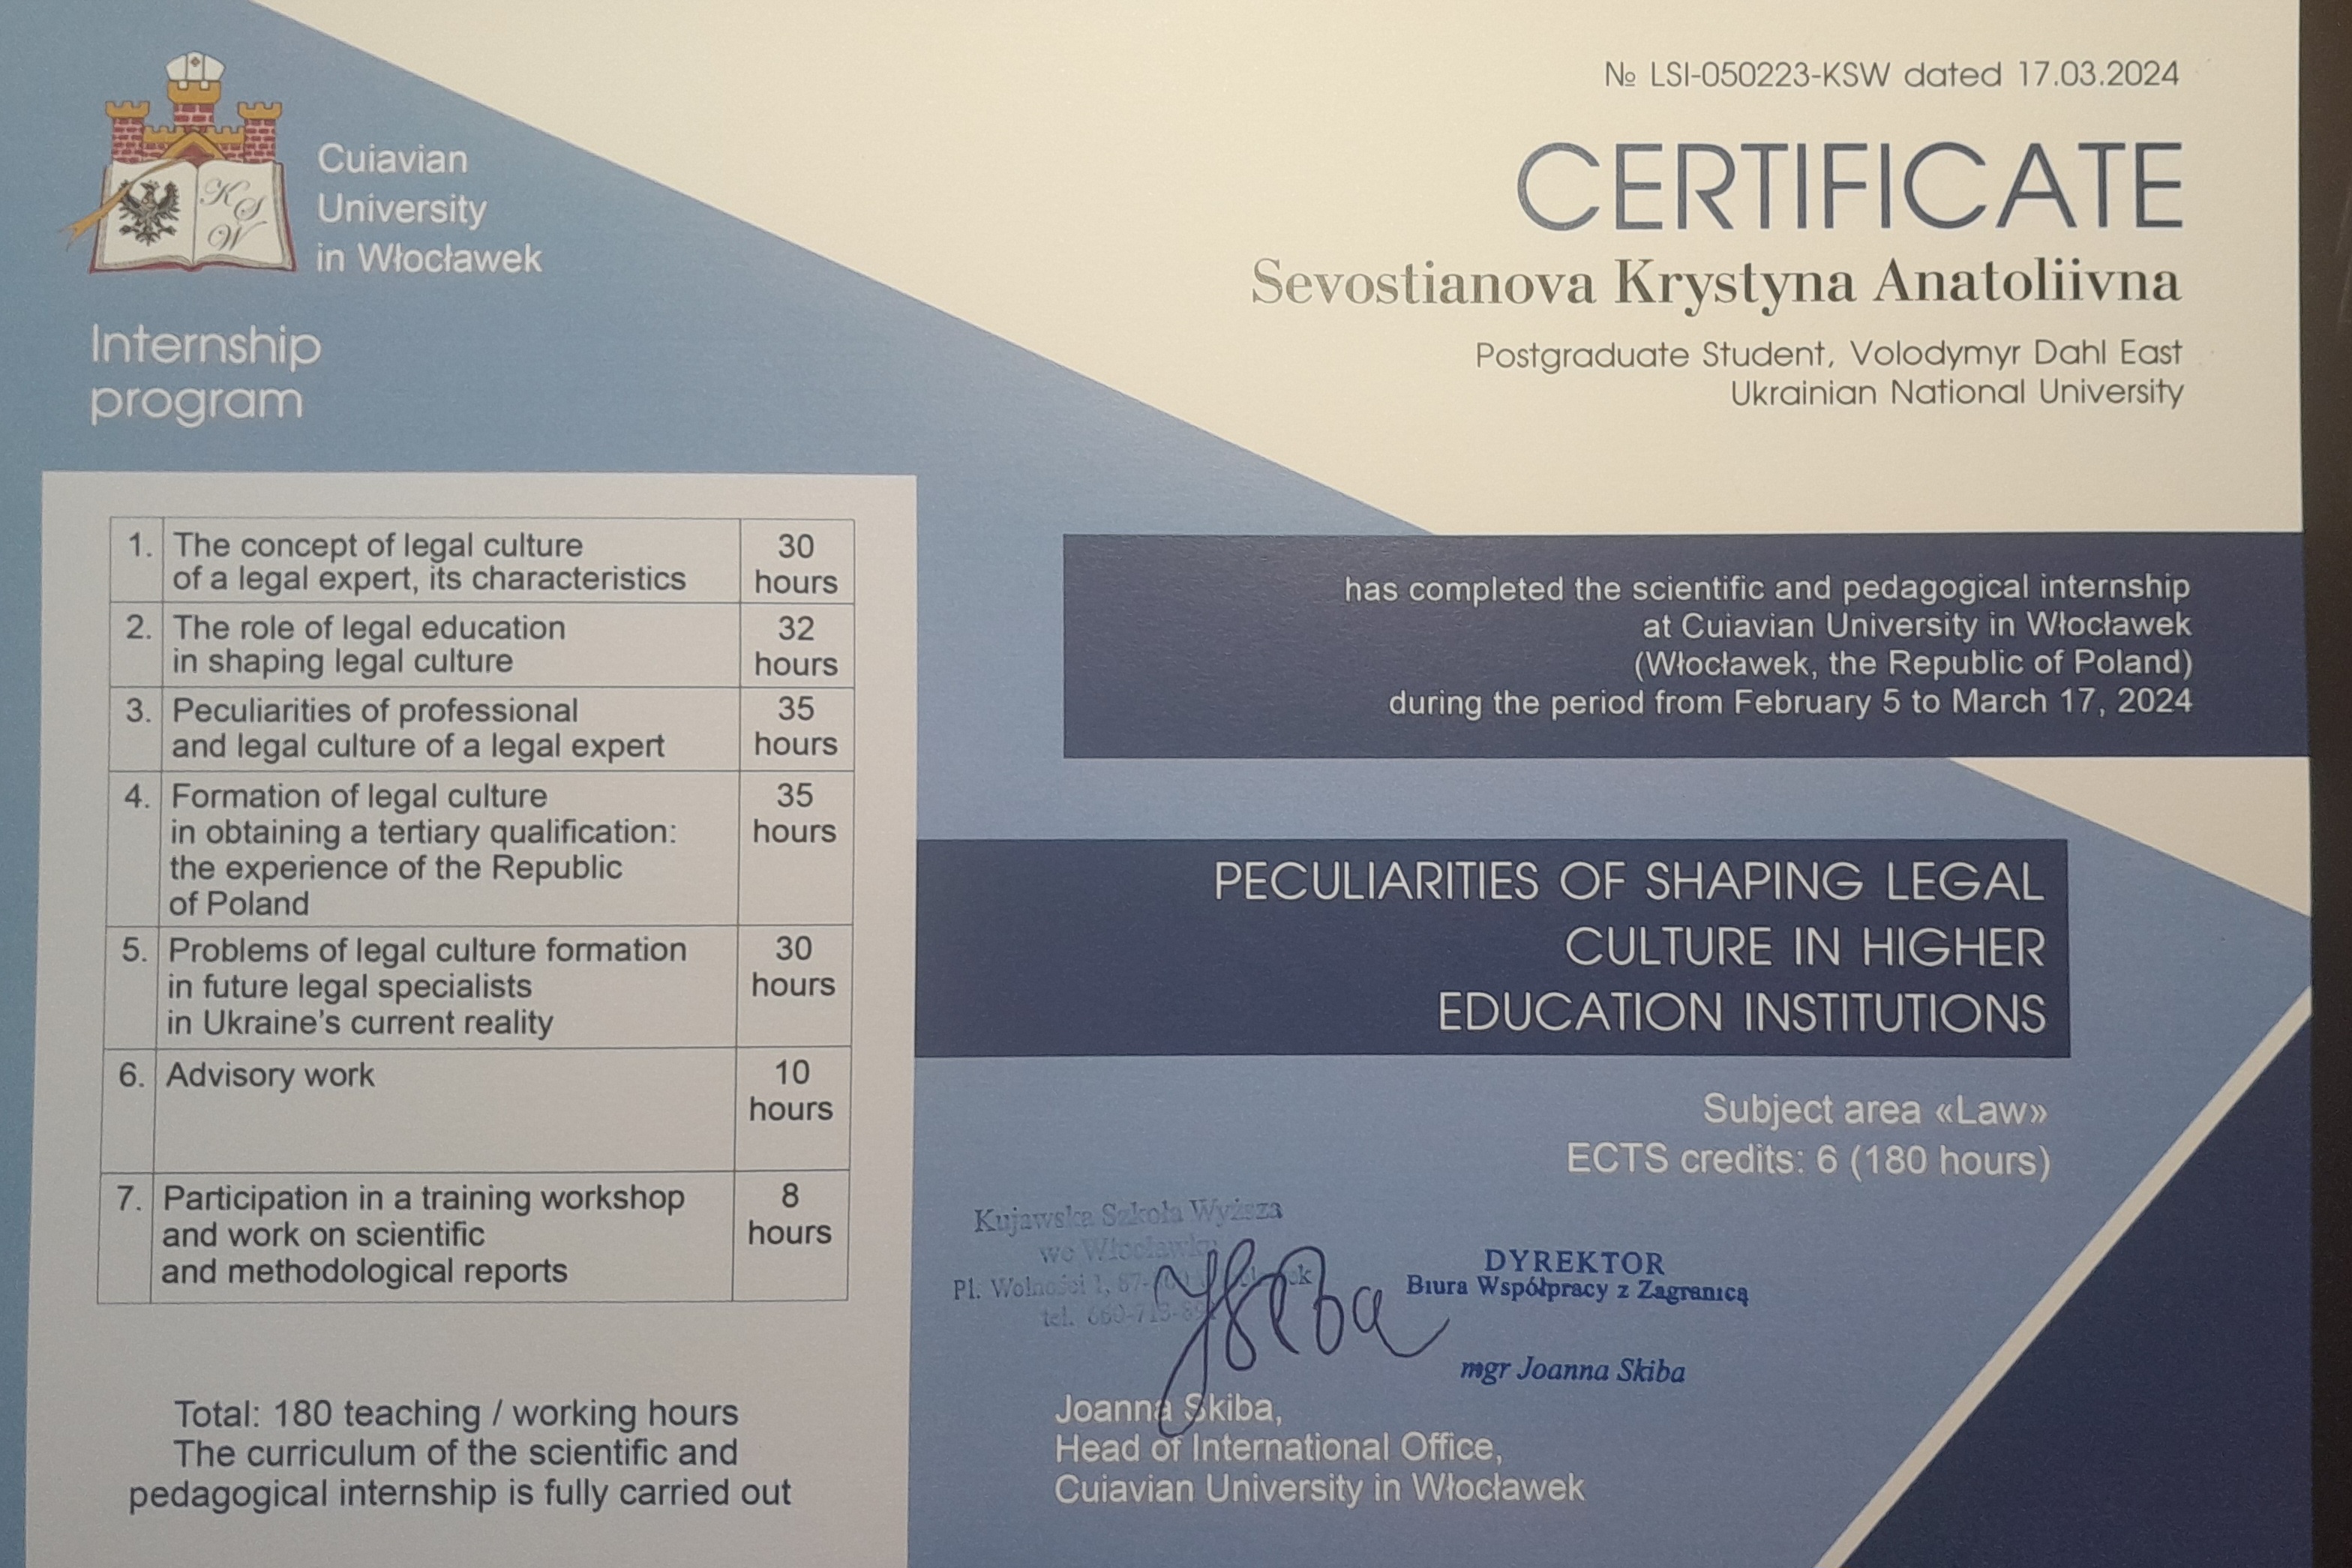 Cuiavian
University
in Włocławek
K
S
W
Internship
program
№ LSI-050223-KSW dated 17.03.2024
CERTIFICATE
Sevostianova Krystyna Anatoliivna
Postgraduate Student, Volodymyr Dahl East
Ukrainian National University
has completed the scientific and pedagogical internship
at Cuiavian University in Włocławek
(Włocławek, the Republic of Poland)
during the period from February 5 to March 17, 2024
PECULIARITIES OF SHAPING LEGAL
CULTURE IN HIGHER
EDUCATION INSTITUTIONS
Subject area «Law»
ECTS credits: 6 (180 hours)
1. The concept of legal culture 30
of a legal expert, its characteristics hours
2. The role of legal education 32
in shaping legal culture hours
3. Peculiarities of professional 35
and legal culture of a legal expert hours
4. Formation of legal culture 35
in obtaining a tertiary qualification: hours
the experience of the Republic
of Poland
5. Problems of legal culture formation 30
in future legal specialists hours
in Ukraine's current reality
6. Advisory work 10
hours
7. Participation in a training workshop 8
and work on scientific hours
and methodological reports
Total: 180 teaching / working hours
The curriculum of the scientific and
pedagogical internship is fully carried out
Kujawska Szkoła Wyższa
we Włocławku
Pl. Wolności 1,
tel.
JSkiba
DYREKTOR
Biura Współpracy z Zagranicą
mgr Joanna Skiba
Joanna Skiba,
Head of International Office,
Cuiavian University in Włocławek